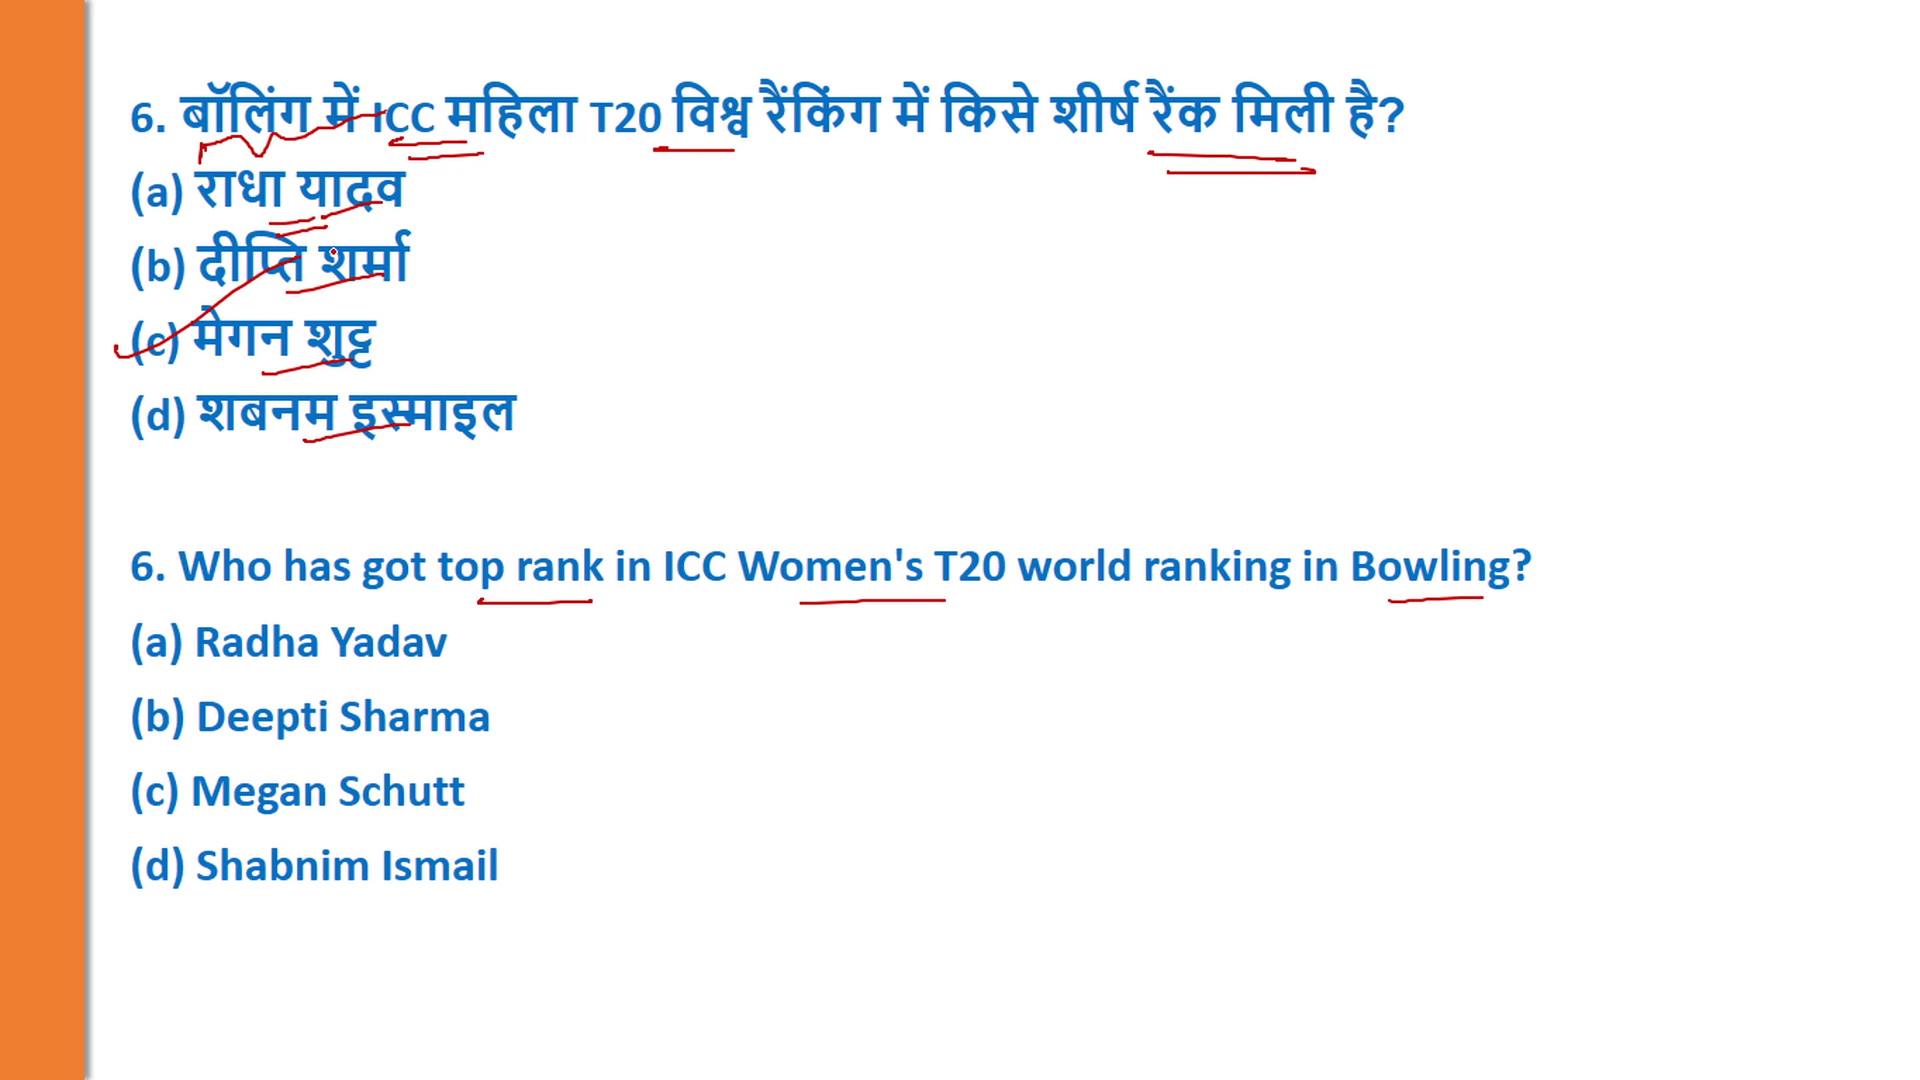 6. बॉलिंग में ICC महिला T20 विश्व रैंकिंग में किसे शीर्ष रैंक मिली है?
(a) राधा यादव
(b) दीप्ति शर्मा
(c) मेगन शुट्ट
(d) शबनम इस्माइल
6. Who has got top rank in ICC Women's T20 world ranking in Bowling?
(a) Radha Yadav
(b) Deepti Sharma
(c) Megan Schutt
(d) Shabnim Ismail